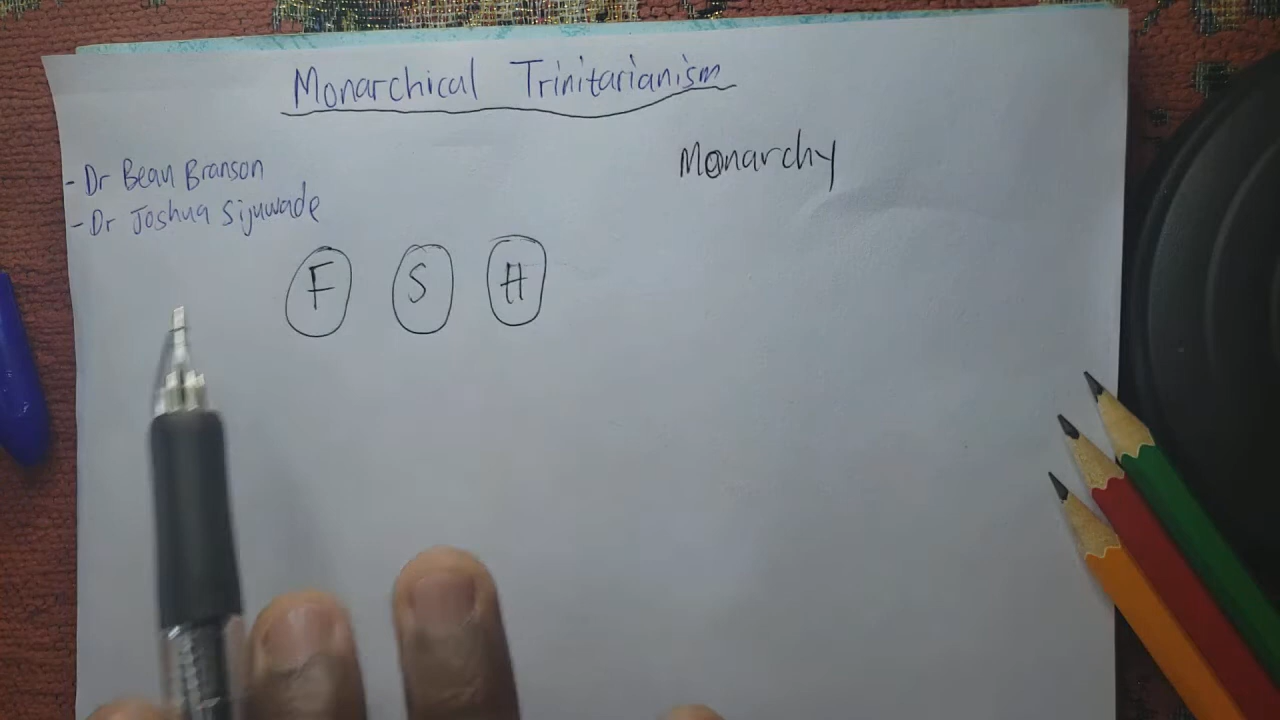 Monarchical Trinitarianism
Monarchy
- Dr Beau Branson
- Dr Joshua Sijuwade
F S H